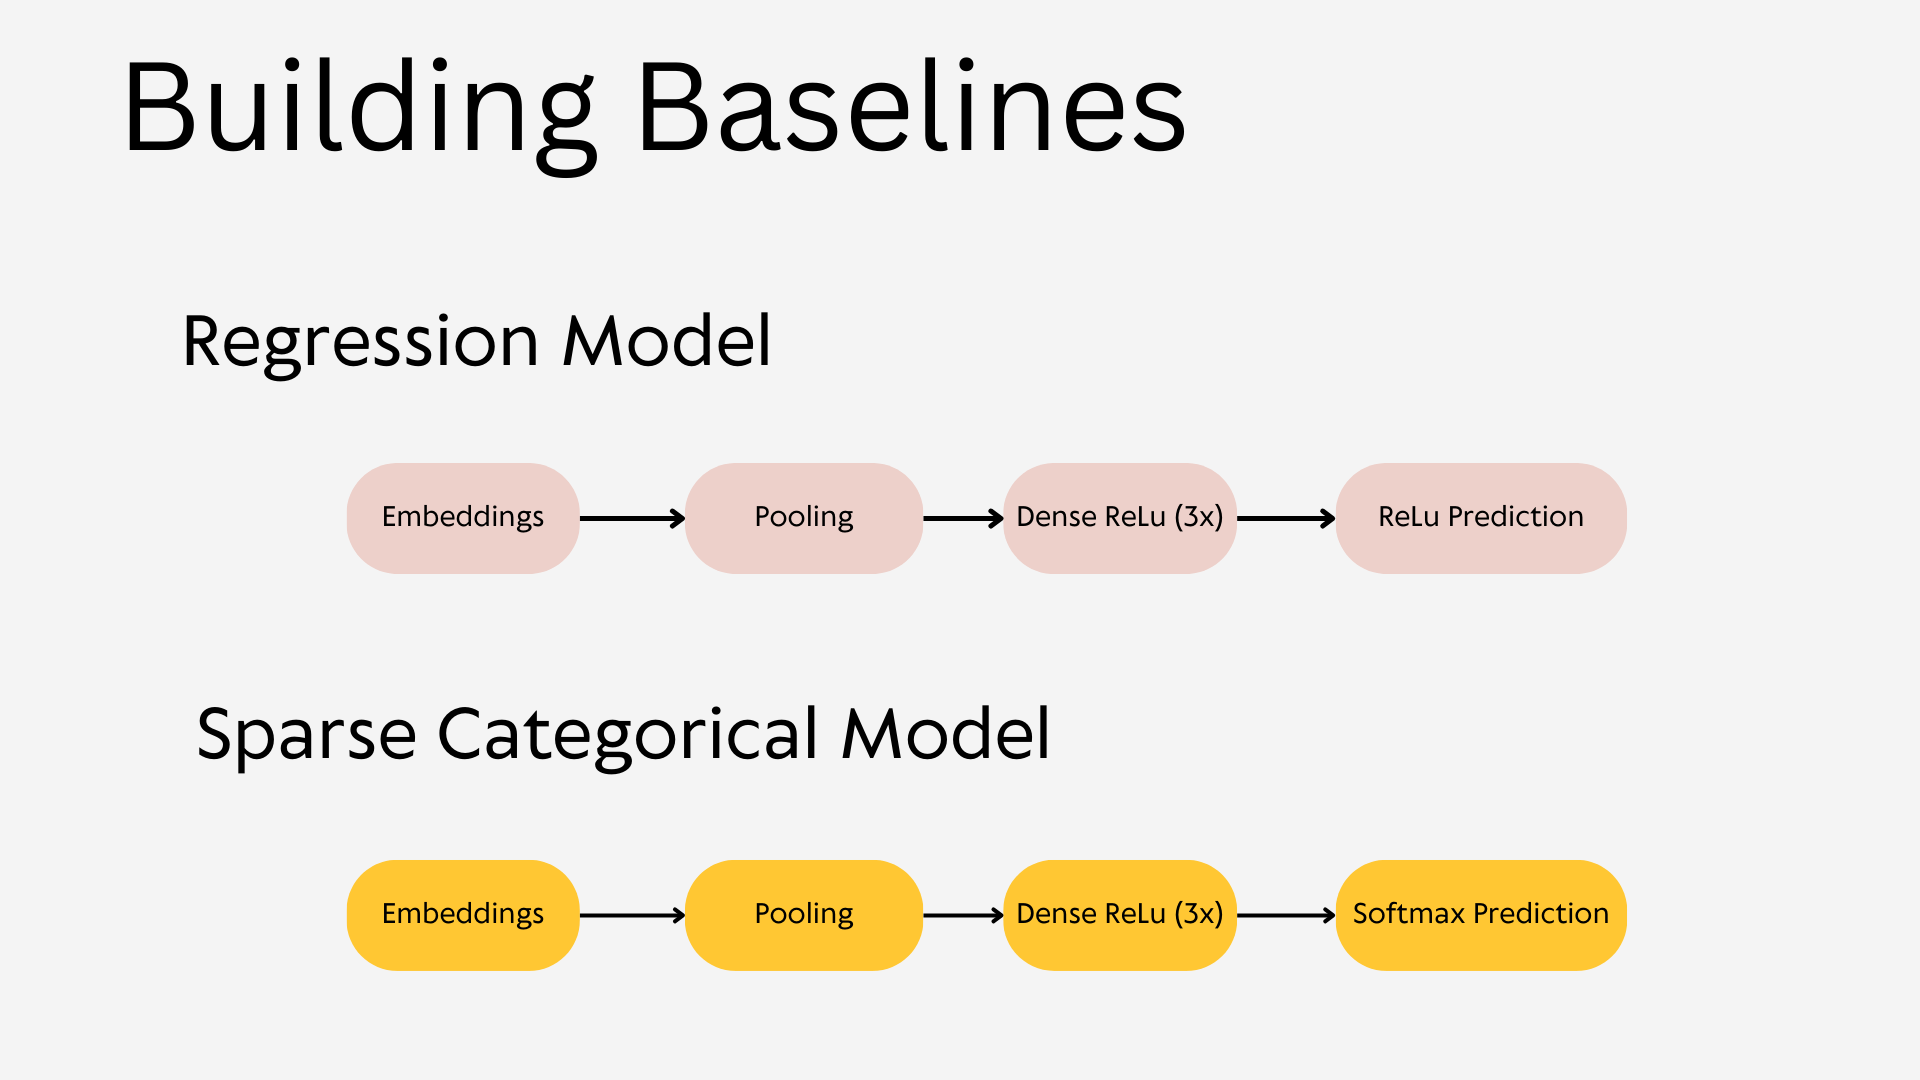 Building Baselines
Regression Model
Embeddings
Pooling
Dense ReLu (3x)
ReLu Prediction
Sparse Categorical Model
Embeddings
Pooling
Dense ReLu (3x)
Softmax Prediction